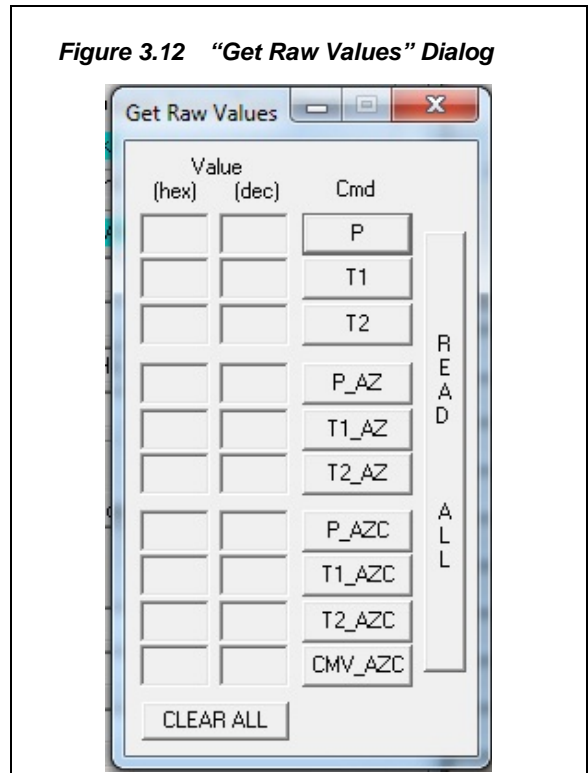 Figure 3.12 “Get Raw Values” Dialog
Get Raw Values
Value
(hex) (dec) Cmd
P
T1
T2
P_AZ
T1_AZ
T2_AZ
P_AZC
T1_AZC
T2_AZC
CMV_AZC
READ ALL
CLEAR ALL